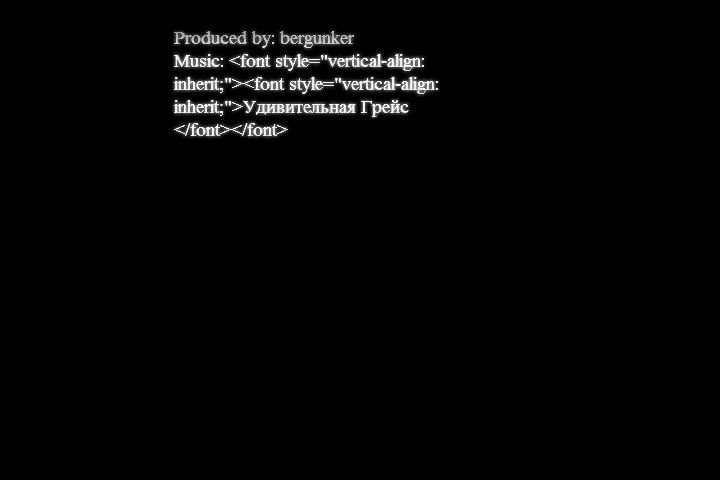 Produced by: bergunker
Music: <font style="vertical-align:
inherit;"><font style="vertical-align:
inherit;">Удивительная Грейс
</font></font>